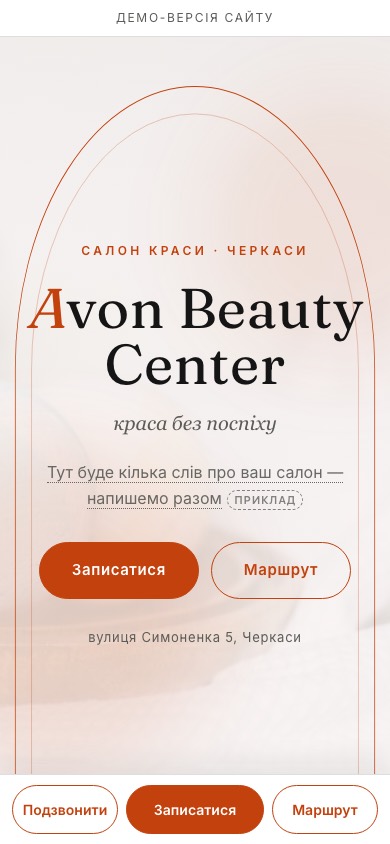 ДЕМО-ВЕРСІЯ САЙТУ
САЛОН КРАСИ · ЧЕРКАСИ
Avon Beauty
Center
краса без поспіху
Тут буде кілька слів про ваш салон —
напишемо разом ПРИКЛАД
Записатися Маршрут
вулиця Симоненка 5, Черкаси
Подзвонити Записатися Маршрут